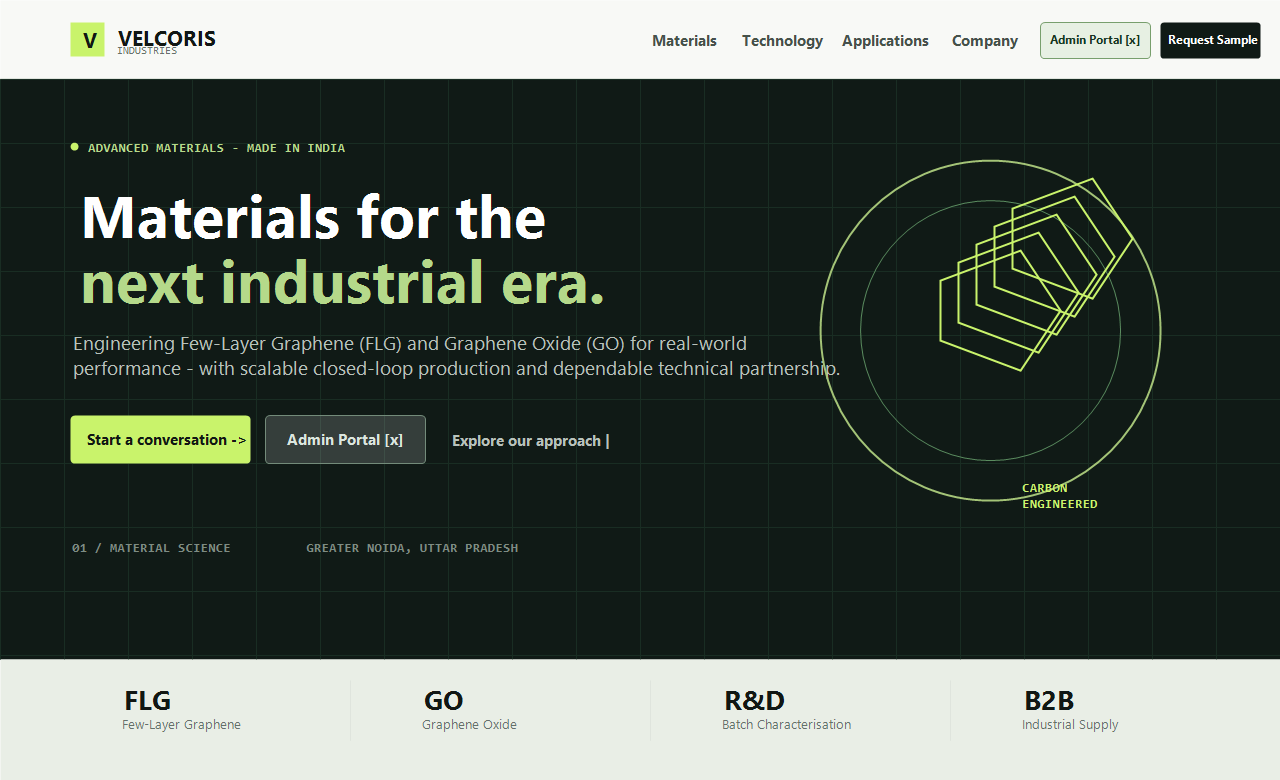 V
VELCORIS
INDUSTRIES
Materials Technology Applications Company Admin Portal [x] Request Sample
ADVANCED MATERIALS - MADE IN INDIA
Materials for the
next industrial era.
Engineering Few-Layer Graphene (FLG) and Graphene Oxide (GO) for real-world
performance - with scalable closed-loop production and dependable technical partnership.
Start a conversation -> Admin Portal [x] Explore our approach |
CARBON
ENGINEERED
01 / MATERIAL SCIENCE GREATER NOIDA, UTTAR PRADESH
FLG
Few-Layer Graphene
GO
Graphene Oxide
R&D
Batch Characterisation
B2B
Industrial Supply